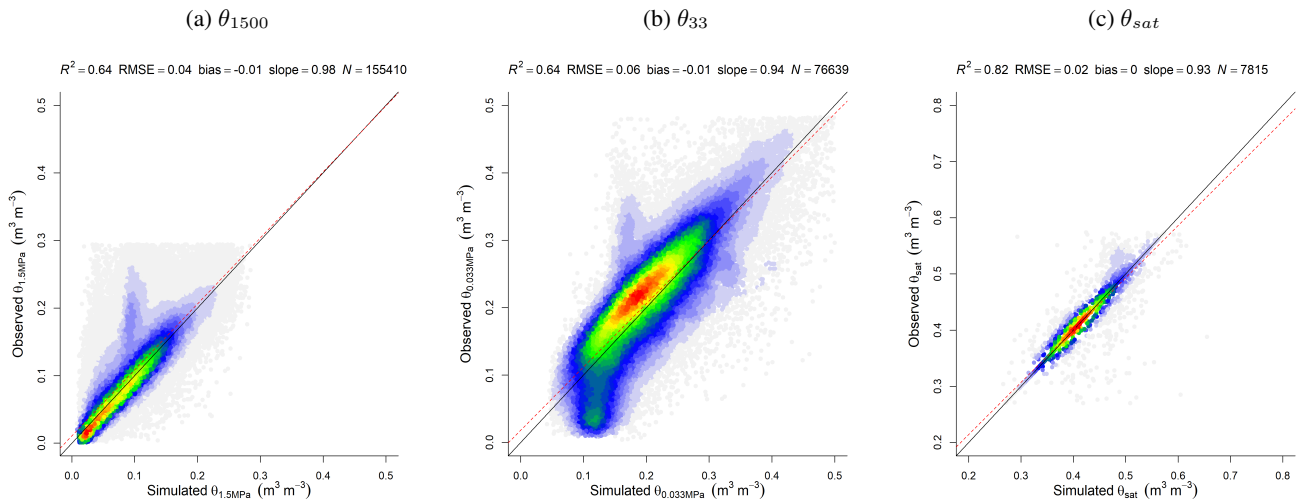 (a) θ1500
R² = 0.64 RMSE = 0.04 bias= -0.01 slope = 0.98 N = 155410
Observed θ1.5MPa (m³ m−³)
0.0 0.1 0.2 0.3 0.4 0.5
0.0 0.1 0.2 0.3 0.4 0.5
Simulated θ1.5MPa (m³ m−³)
(b) θ33
R² = 0.64 RMSE = 0.06 bias= -0.01 slope = 0.94 N = 76639
Observed θ0.033MPa (m³ m−³)
0.0 0.1 0.2 0.3 0.4 0.5
0.0 0.1 0.2 0.3 0.4 0.5
Simulated θ0.033MPa (m³ m−³)
(c) θsat
R² = 0.82 RMSE = 0.02 bias= 0 slope = 0.93 N = 7815
Observed θsat (m³ m−³)
0.2 0.3 0.4 0.5 0.6 0.7 0.8
0.2 0.3 0.4 0.5 0.6 0.7 0.8
Simulated θsat (m³ m−³)